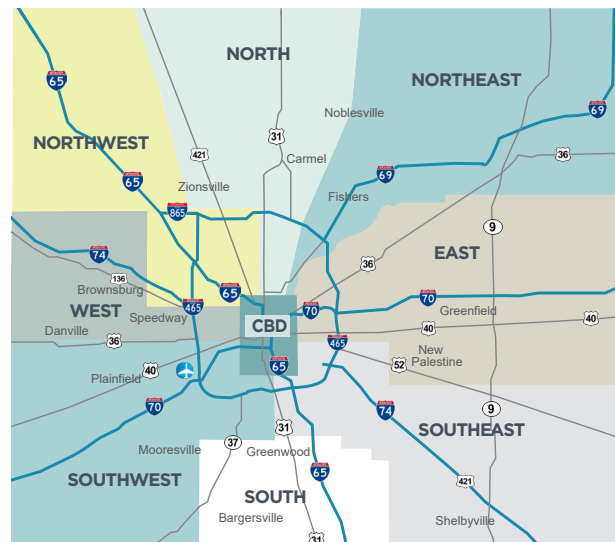 NORTH
NORTHEAST
65
Noblesville
69
NORTHWEST
31
421
Carmel
36
65
69
Zionsville
Fishers
865
9
74
EAST
36
136
Brownsburg
65
70
70
WEST
465
Speedway
CBD
Greenfield
40
40
Danville
36
465
New
Palestine
65
52
Plainfield
40
70
74
9
31
SOUTHEAST
Mooresville
37
Greenwood
65
SOUTHWEST
421
SOUTH
Bargersville
Shelbyville
31